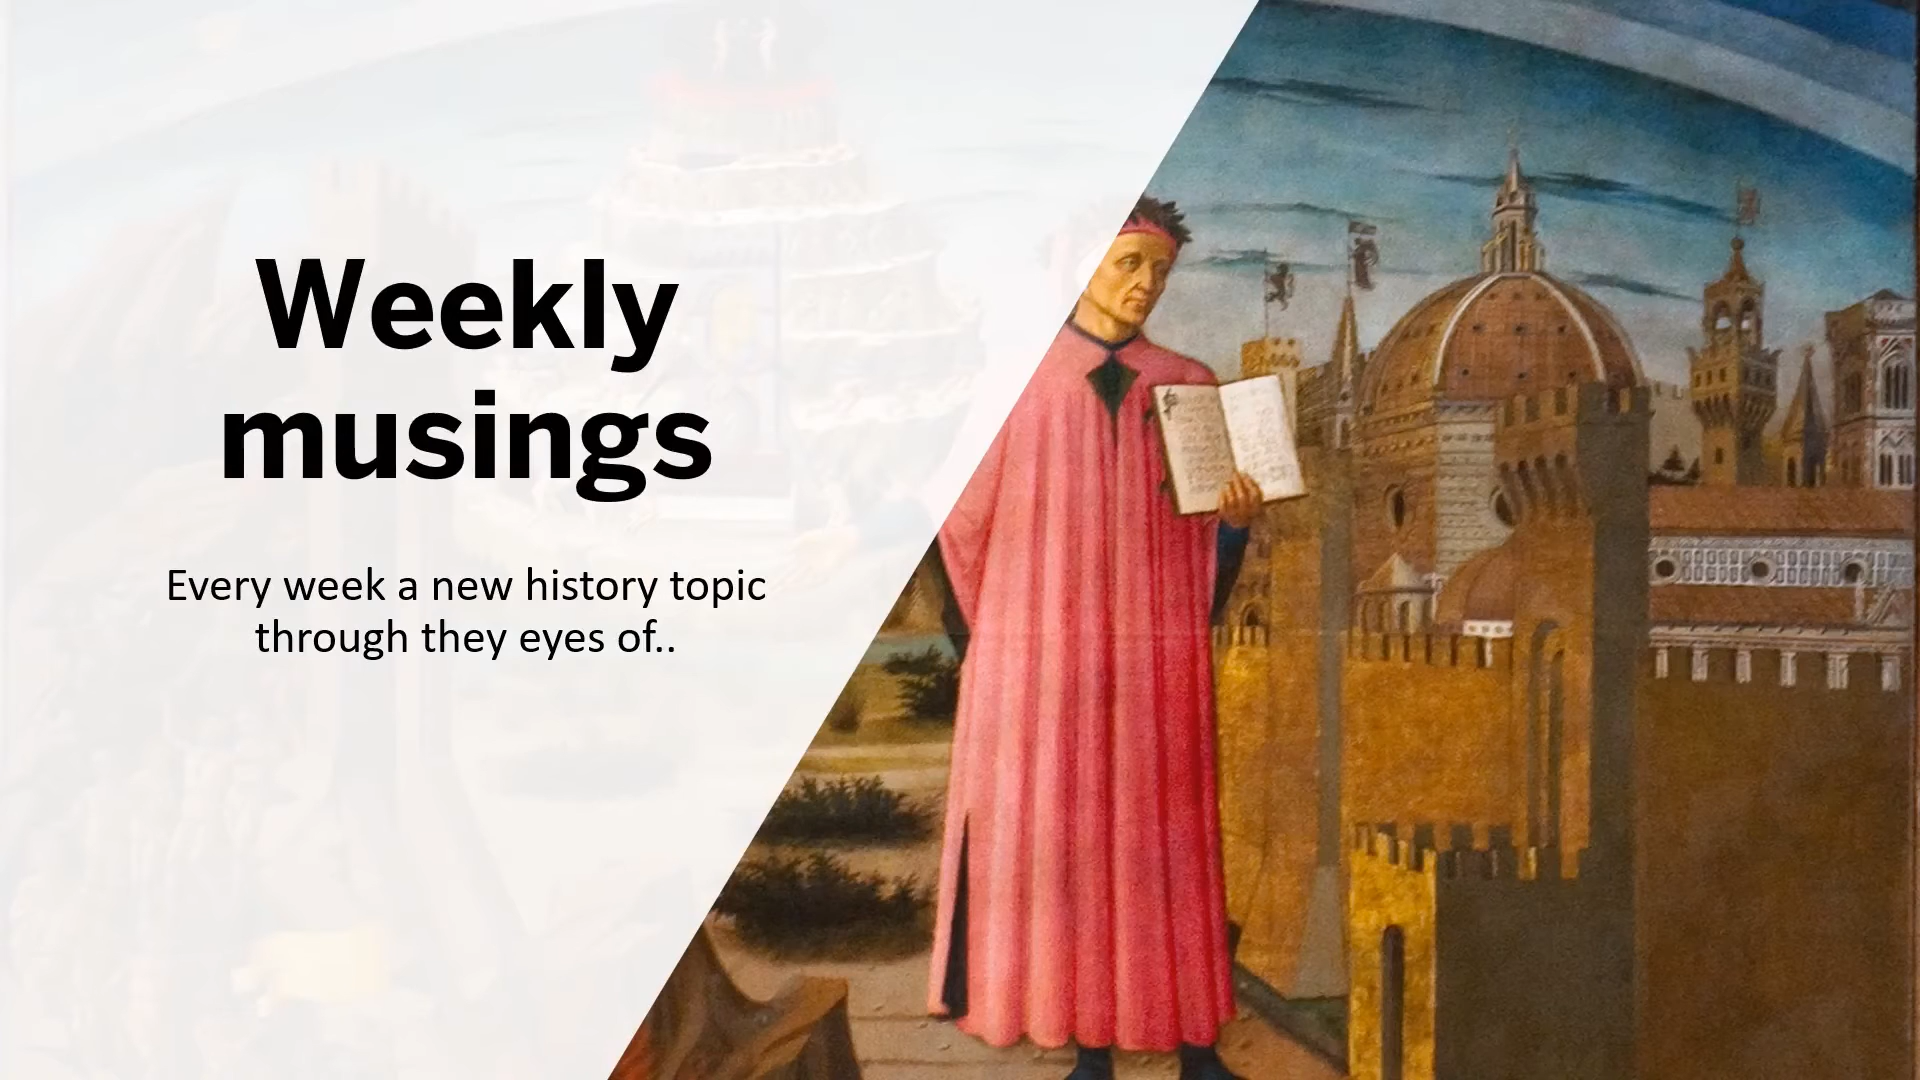 Weekly
musings
Every week a new history topic
through they eyes of..